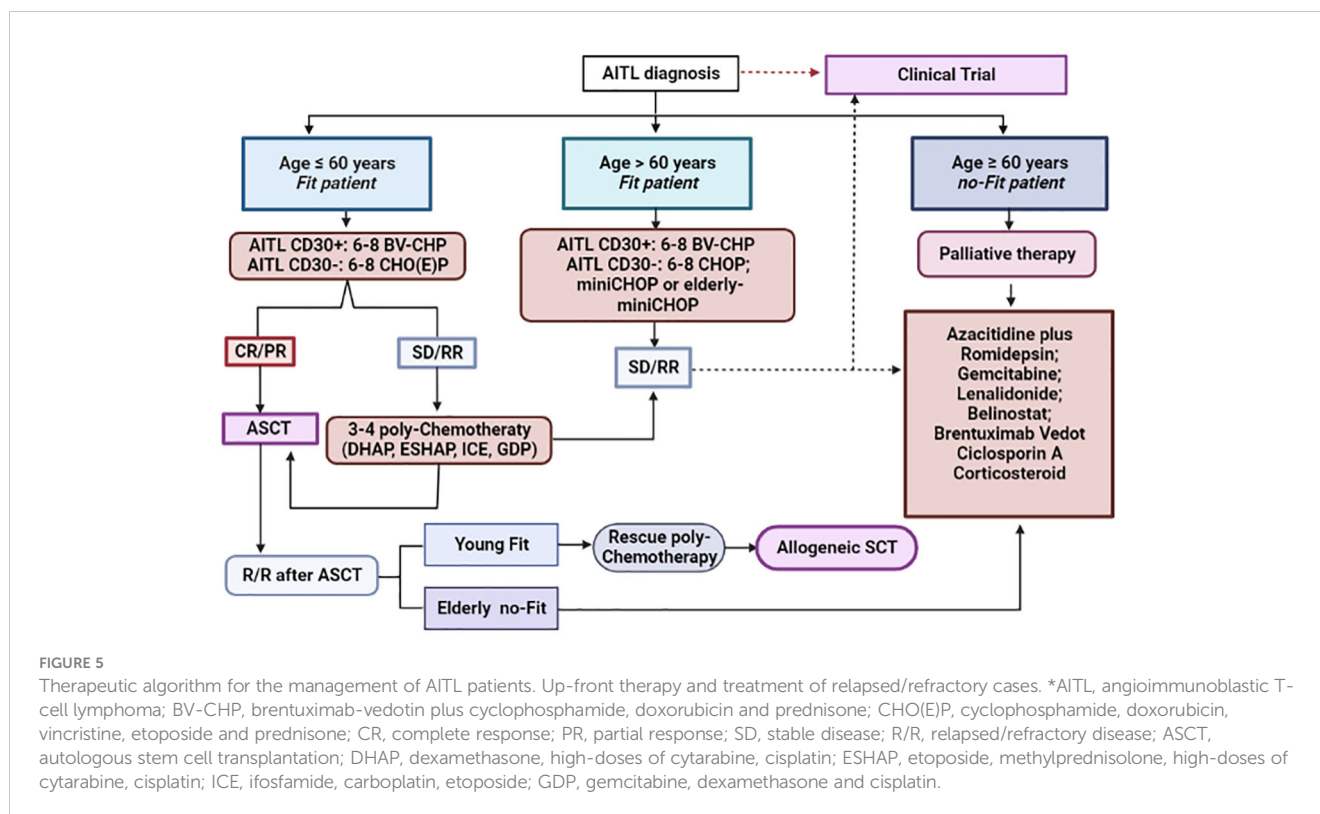 AITL diagnosis
Clinical Trial
Age ≤ 60 years
Fit patient
Age > 60 years
Fit patient
Age ≥ 60 years
no-Fit patient
AITL CD30+: 6-8 BV-CHP
AITL CD30-: 6-8 CHO(E)P
AITL CD30+: 6-8 BV-CHP
AITL CD30-: 6-8 CHOP;
miniCHOP or elderly-
miniCHOP
Palliative therapy
CR/PR
SD/RR
SD/RR
Azacitidine plus
Romidepsin;
Gemcitabine;
Lenalidonide;
Belinostat;
Brentuximab Vedot
Ciclosporin A
Corticosteroid
ASCT
3-4 poly-Chemotheraty
(DHAP, ESHAP, ICE, GDP)
R/R after ASCT
Young Fit
Rescue poly-
Chemotherapy
Allogeneic SCT
Elderly no-Fit
FIGURE 5
Therapeutic algorithm for the management of AITL patients. Up-front therapy and treatment of relapsed/refractory cases. *AITL, angioimmunoblastic T-
cell lymphoma; BV-CHP, brentuximab-vedotin plus cyclophosphamide, doxorubicin and prednisone; CHO(E)P, cyclophosphamide, doxorubicin,
vincristine, etoposide and prednisone; CR, complete response; PR, partial response; SD, stable disease; R/R, relapsed/refractory disease; ASCT,
autologous stem cell transplantation; DHAP, dexamethasone, high-doses of cytarabine, cisplatin; ESHAP, etoposide, methylprednisolone, high-doses of
cytarabine, cisplatin; ICE, ifosfamide, carboplatin, etoposide; GDP, gemcitabine, dexamethasone and cisplatin.